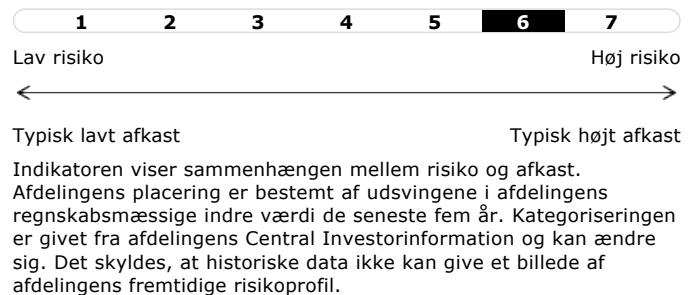 1 2 3 4 5 6 7
Lav risiko Høj risiko
Typisk lavt afkast Typisk højt afkast
Indikatoren viser sammenhængen mellem risiko og afkast.
Afdelingens placering er bestemt af udsvingene i afdelingens
regnskabsmæssige indre værdi de seneste fem år. Kategoriseringen
er givet fra afdelingens Central Investorinformation og kan ændre
sig. Det skyldes, at historiske data ikke kan give et billede af
afdelingens fremtidige risikoprofil.